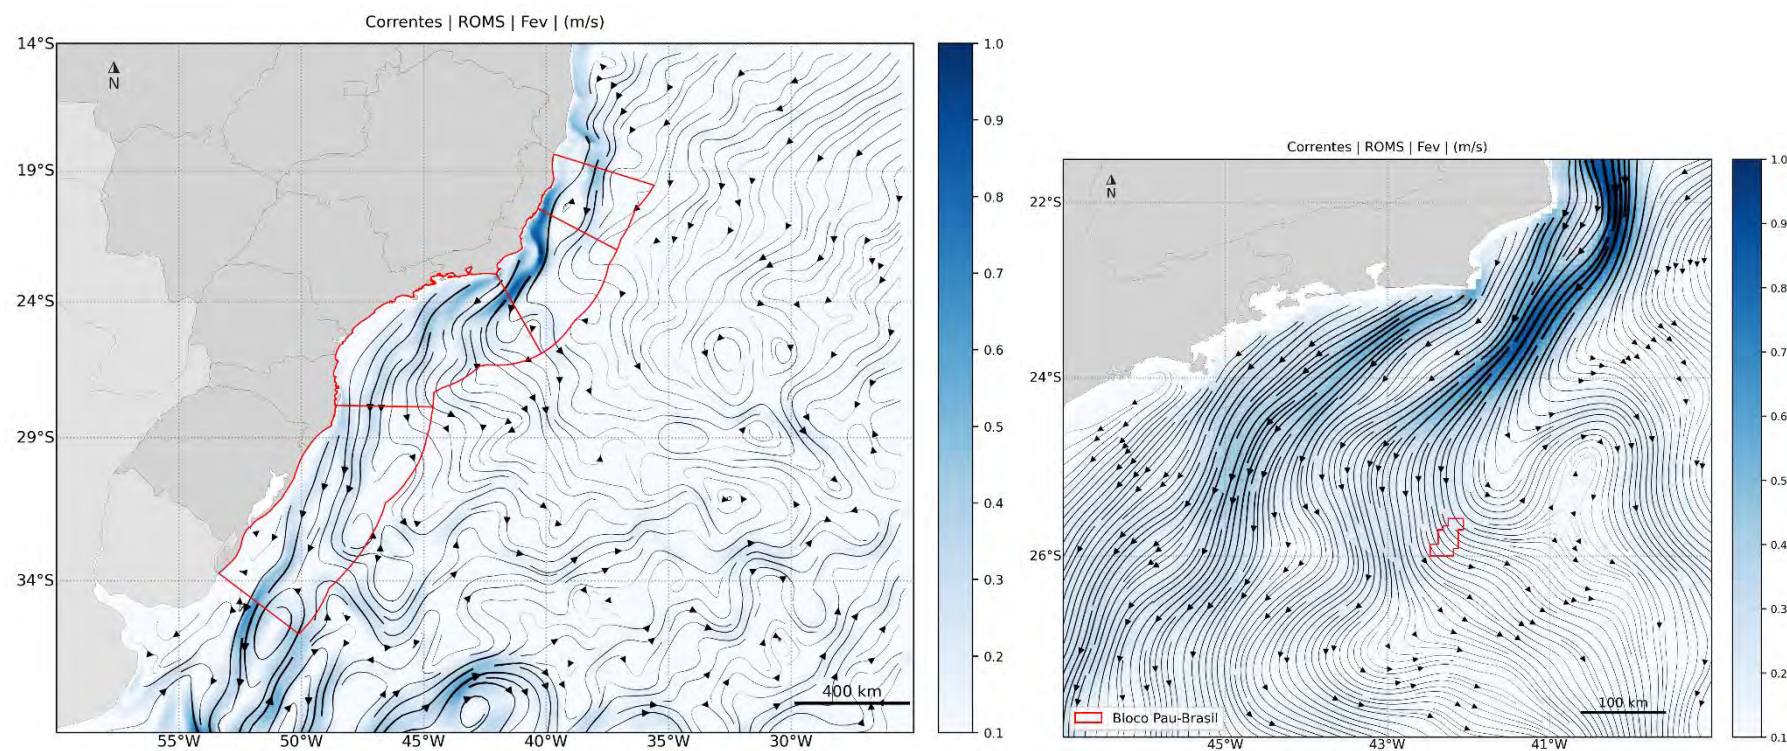 Correntes | ROMS | Fev | (m/s)
14°S
19°S
24°S
29°S
34°S
N
55°W
50°W
45°W
40°W
35°W
30°W
400 km
1.0
0.9
0.8
0.7
0.6
0.5
0.4
0.3
0.2
0.1
Correntes | ROMS | Fev | (m/s)
22°S
24°S
26°S
N
45°W
43°W
41°W
Bloco Pau-Brasil
100 km
1.0
0.9
0.8
0.7
0.6
0.5
0.4
0.3
0.2
0.1